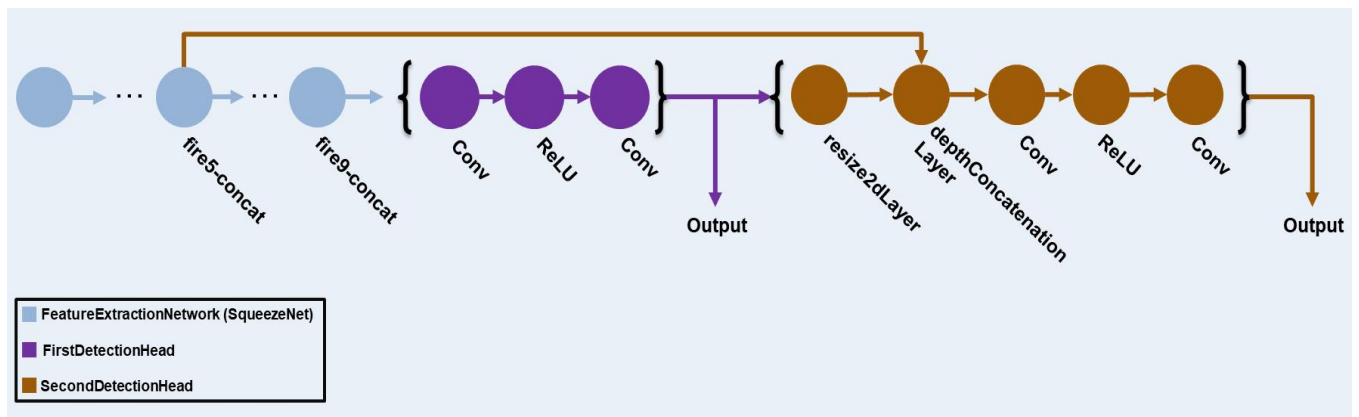 fire5-concat
fire9-concat
Conv
ReLU
Conv
Output
resize2dLayer
depthConcatenation
Layer
Conv
ReLU
Conv
Output
FeatureExtractionNetwork (SqueezeNet)
FirstDetectionHead
SecondDetectionHead